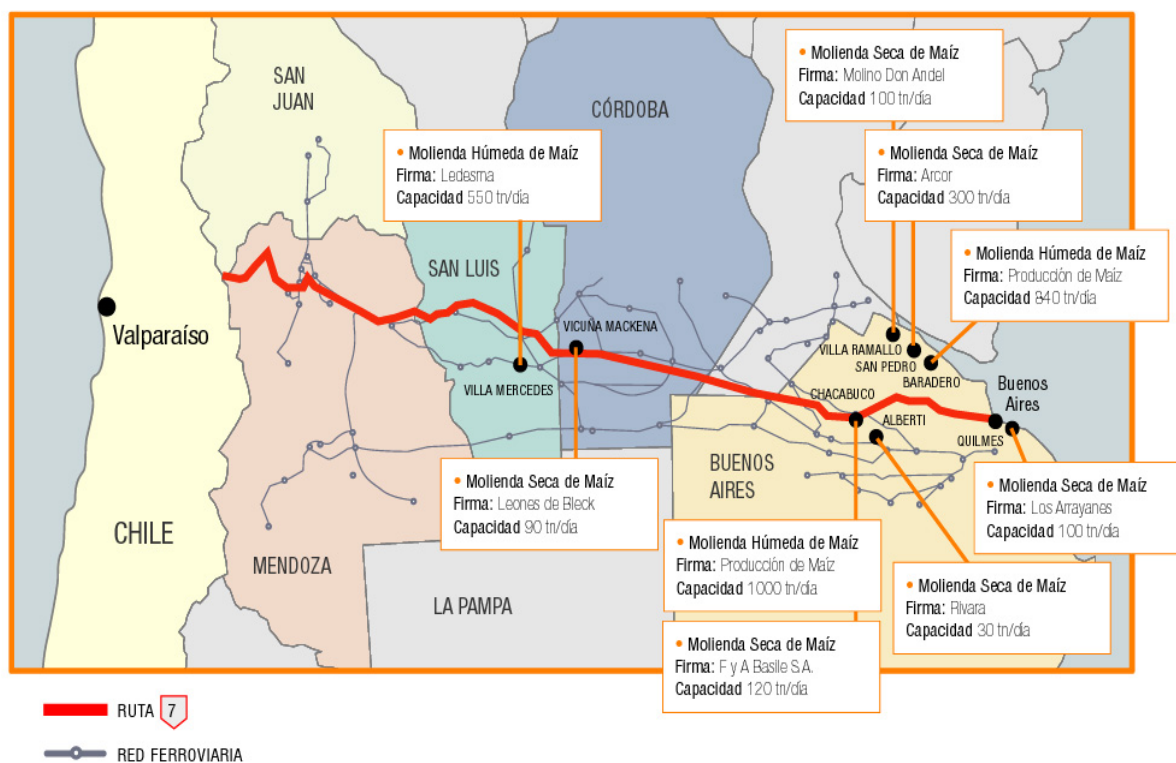 • Molienda Seca de Maíz
Firma: Molino Don Andel
Capacidad 100 tn/día
SAN
JUAN
CÓRDOBA
• Molienda Húmeda de Maíz
Firma: Ledesma
Capacidad 550 tn/día
• Molienda Seca de Maíz
Firma: Arcor
Capacidad 300 tn/día
• Molienda Húmeda de Maíz
Firma: Producción de Maíz
Capacidad 840 tn/día
SAN LUIS
Valparaíso
VICUÑA MACKENA
VILLA RAMALLO
SAN PEDRO
BARADERO
VILLA MERCEDES
CHACABUCO
ALBERTI
Buenos
Aires
QUILMES
BUENOS
AIRES
• Molienda Seca de Maíz
Firma: Leones de Bleck
Capacidad 90 tn/día
• Molienda Seca de Maíz
Firma: Los Arrayanes
Capacidad 100 tn/día
CHILE
MENDOZA
• Molienda Húmeda de Maíz
Firma: Producción de Maíz
Capacidad 1000 tn/día
• Molienda Seca de Maíz
Firma: Rivara
Capacidad 30 tn/día
LA PAMPA
• Molienda Seca de Maíz
Firma: F y A Basile S.A.
Capacidad 120 tn/día
RUTA 7
RED FERROVIARIA